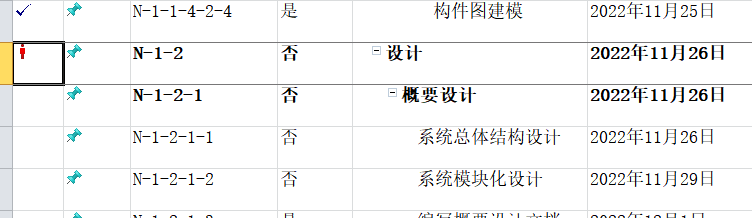 N-1-1-4-2-4 是 构件图建模 2022年11月25日
N-1-2 否 设计 2022年11月26日
N-1-2-1 否 概要设计 2022年11月26日
N-1-2-1-1 否 系统总体结构设计 2022年11月26日
N-1-2-1-2 否 系统模块化设计 2022年11月29日